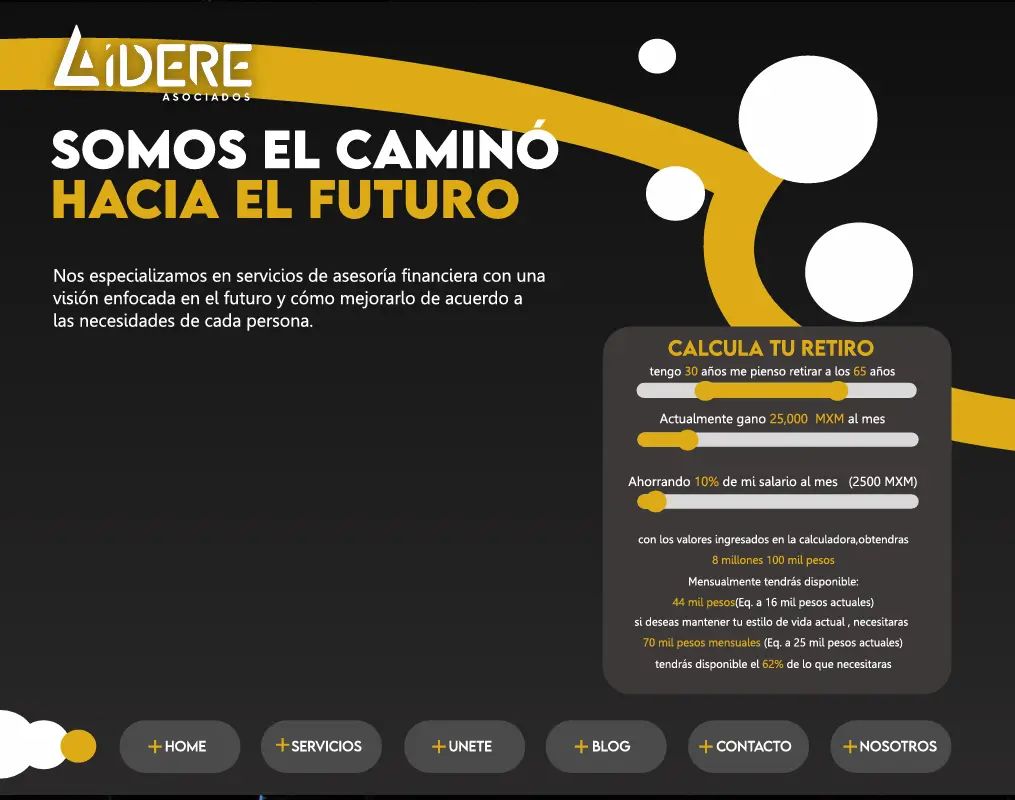 LÍDERE
ASOCIADOS
SOMOS EL CAMINÓ
HACIA EL FUTURO
Nos especializamos en servicios de asesoría financiera con una
visión enfocada en el futuro y cómo mejorarlo de acuerdo a
las necesidades de cada persona.
CALCULA TU RETIRO
tengo 30 años me pienso retirar a los 65 años
Actualmente gano 25,000 MXM al mes
Ahorrando 10% de mi salario al mes (2500 MXM)
con los valores ingresados en la calculadora,obtendras
8 millones 100 mil pesos
Mensualmente tendrás disponible:
44 mil pesos(Eq. a 16 mil pesos actuales)
si deseas mantener tu estilo de vida actual , necesitaras
70 mil pesos mensuales (Eq. a 25 mil pesos actuales)
tendrás disponible el 62% de lo que necesitaras
+HOME +SERVICIOS +UNETE +BLOG +CONTACTO +NOSOTROS